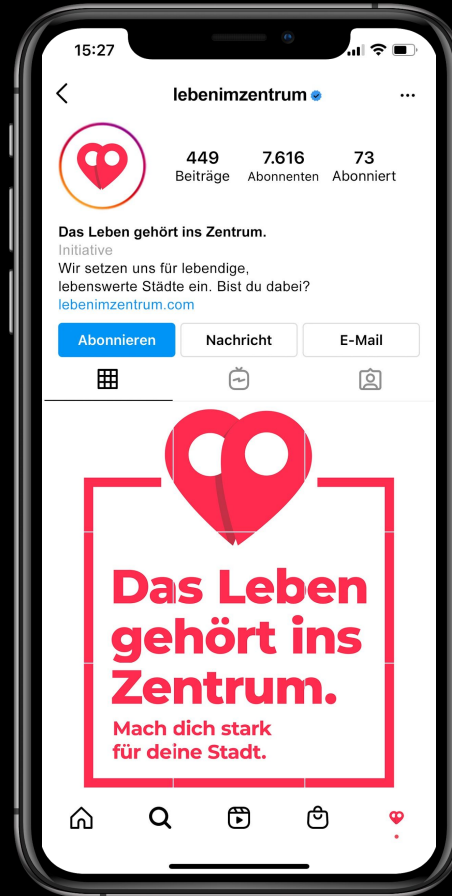 15:27
lebenimzentrum
449 7.616 73
Beiträge Abonnenten Abonniert
Das Leben gehört ins Zentrum.
Initiative
Wir setzen uns für lebendige,
lebenswerte Städte ein. Bist du dabei?
lebenimzentrum.com
Abonnieren Nachricht E-Mail
Das Leben
gehört ins
Zentrum.
Mach dich stark
für deine Stadt.